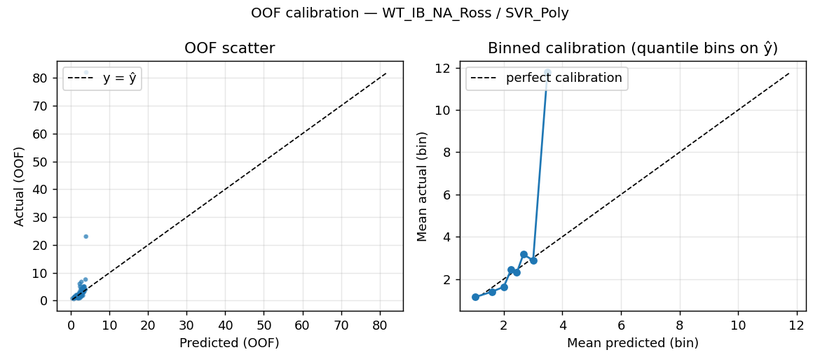 OOF calibration — WT_IB_NA_Ross / SVR_Poly
OOF scatter
Binned calibration (quantile bins on ŷ)
y = ŷ
perfect calibration
Actual (OOF)
80
70
60
50
40
30
20
10
0
0 10 20 30 40 50 60 70 80
Predicted (OOF)
Mean actual (bin)
12
10
8
6
4
2
2 4 6 8 10 12
Mean predicted (bin)